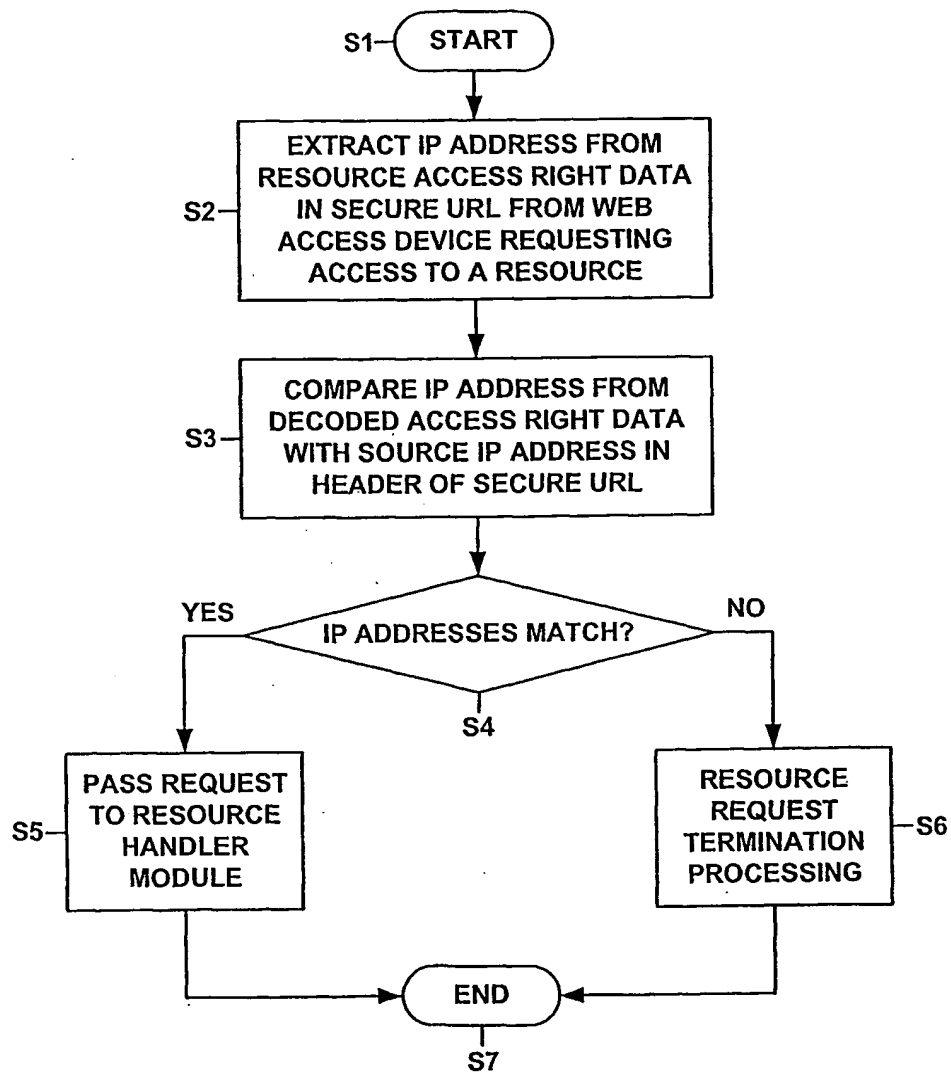 S1
START
EXTRACT IP ADDRESS FROM
RESOURCE ACCESS RIGHT DATA
IN SECURE URL FROM WEB
ACCESS DEVICE REQUESTING
ACCESS TO A RESOURCE
S2
COMPARE IP ADDRESS FROM
DECODED ACCESS RIGHT DATA
WITH SOURCE IP ADDRESS IN
HEADER OF SECURE URL
S3
YES
IP ADDRESSES MATCH?
NO
S4
PASS REQUEST
TO RESOURCE
HANDLER
MODULE
S5
RESOURCE
REQUEST
TERMINATION
PROCESSING
S6
END
S7